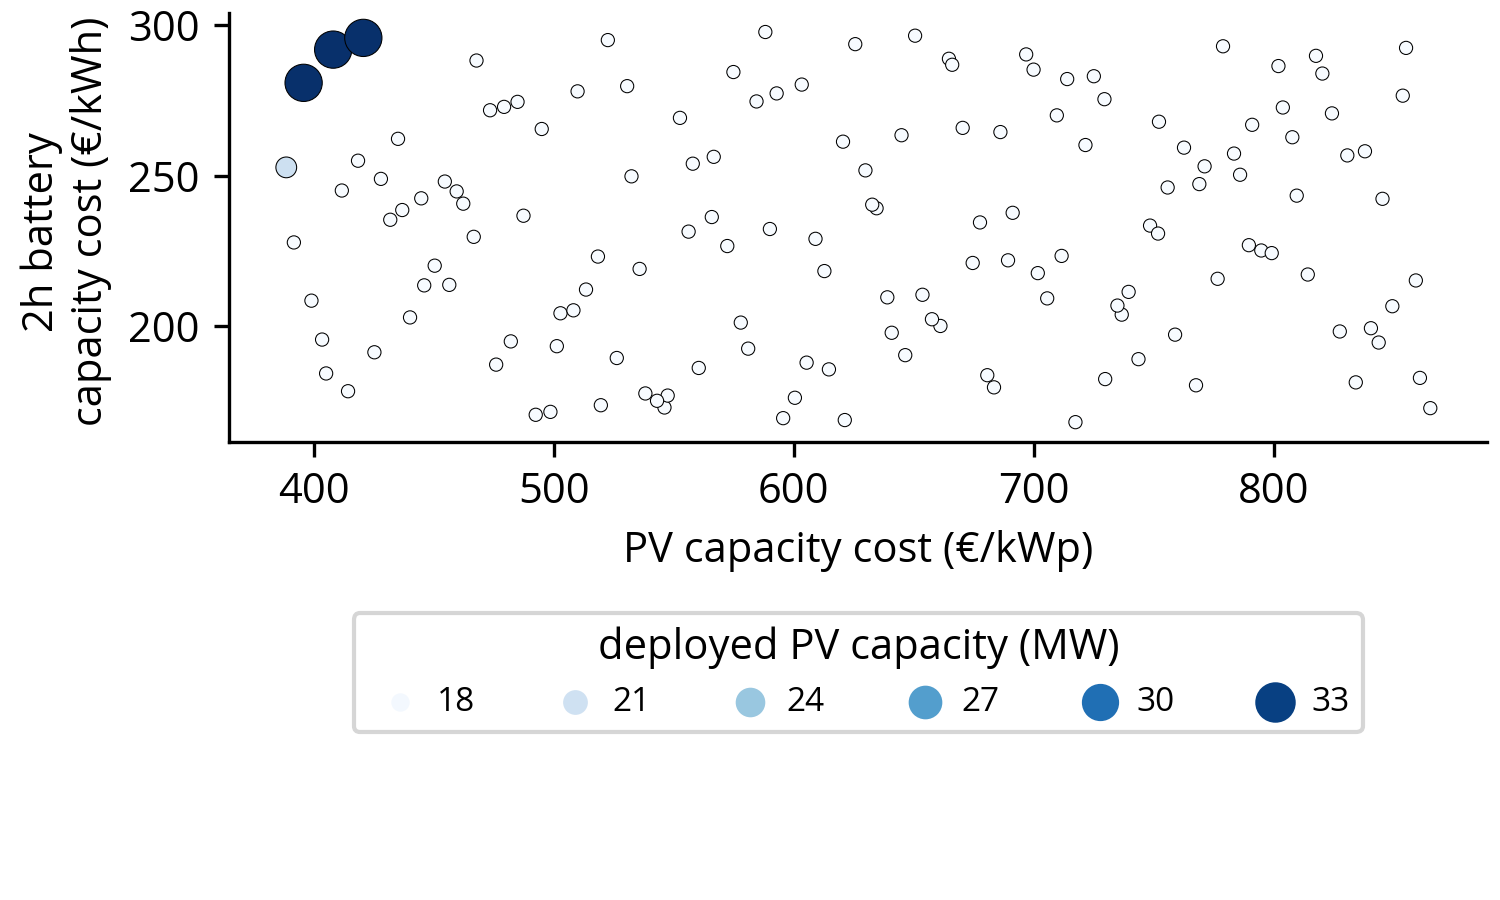 2h battery
capacity cost (€/kWh)
300
250
200
400 500 600 700 800
PV capacity cost (€/kWp)
deployed PV capacity (MW)
18 21 24 27 30 33